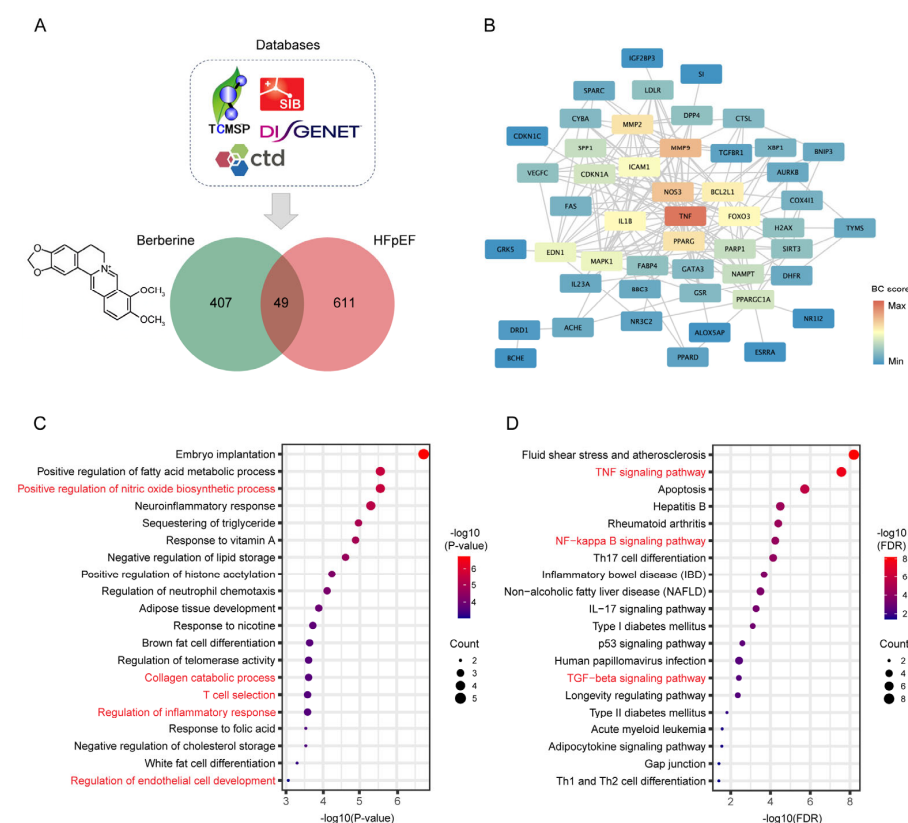 A
Databases
TCMSP
SIB
DISGENET
ctd
Berberine
HFpEF
407
49
611
O
O
N+
OCH3
OCH3
B
IGF2BP3
SI
SPARC
LDLR
CYBA
MMP2
DPP4
CTSL
CDKN1C
SPP1
MMP9
TGFBR1
XBP1
BNIP3
VEGFC
CDKN1A
ICAM1
AURKB
NOS3
BCL2L1
COX4I1
FAS
IL1B
TNF
FOXO3
H2AX
TYMS
GRK5
EDN1
PPARG
PARP1
SIRT3
MAPK1
FABP4
GATA3
NAMPT
DHFR
IL23A
BBC3
GSR
PPARGC1A
DRD1
ACHE
NR3C2
ALOX5AP
NR1I2
BCHE
PPARD
ESRRA
BC score
Max
Min
C
Embryo implantation
Positive regulation of fatty acid metabolic process
Positive regulation of nitric oxide biosynthetic process
Neuroinflammatory response
Sequestering of triglyceride
Response to vitamin A
Negative regulation of lipid storage
Positive regulation of histone acetylation
Regulation of neutrophil chemotaxis
Adipose tissue development
Response to nicotine
Brown fat cell differentiation
Regulation of telomerase activity
Collagen catabolic process
T cell selection
Regulation of inflammatory response
Response to folic acid
Negative regulation of cholesterol storage
White fat cell differentiation
Regulation of endothelial cell development
3 4 5 6
-log10(P-value)
-log10
(P-value)
6
5
4
Count
2
3
4
5
D
Fluid shear stress and atherosclerosis
TNF signaling pathway
Apoptosis
Hepatitis B
Rheumatoid arthritis
NF-kappa B signaling pathway
Th17 cell differentiation
Inflammatory bowel disease (IBD)
Non-alcoholic fatty liver disease (NAFLD)
IL-17 signaling pathway
Type I diabetes mellitus
p53 signaling pathway
Human papillomavirus infection
TGF-beta signaling pathway
Longevity regulating pathway
Type II diabetes mellitus
Acute myeloid leukemia
Adipocytokine signaling pathway
Gap junction
Th1 and Th2 cell differentiation
2 4 6 8
-log10(FDR)
-log10
(FDR)
8
6
4
2
Count
2
4
6
8